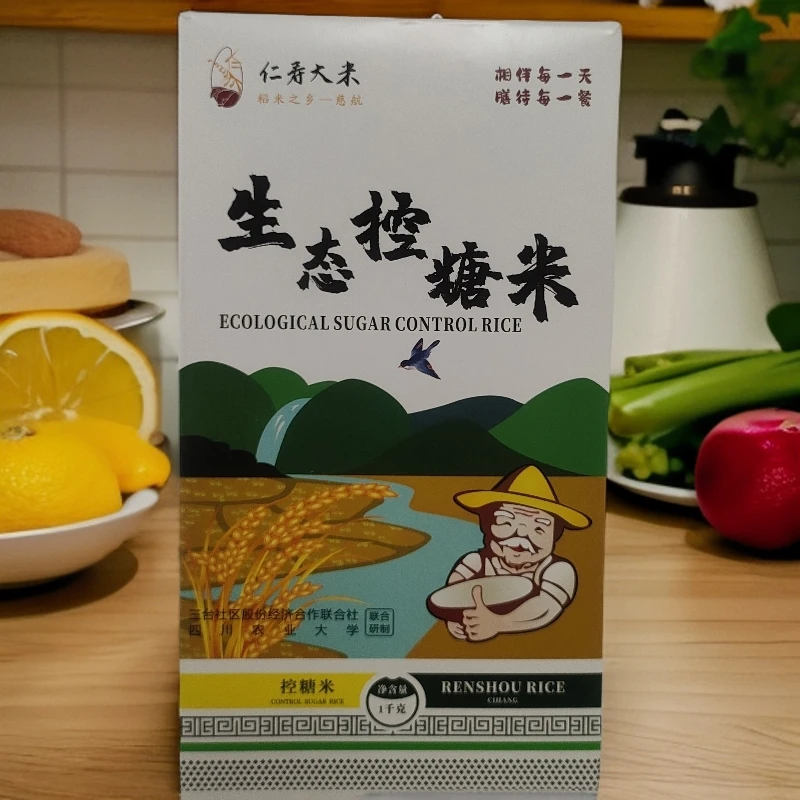 仁寿大米
稻米之乡一慈航
相伴每一天
膳待每一餐
生态控糖米
ECOLOGICAL SUGAR CONTROL RICE
三台社区股份经济合作联合社
四川农业大学
联合
研制
控糖米
CONTROL SUGAR RICE
净含量
1千克
RENSHOU RICE
CIHANG